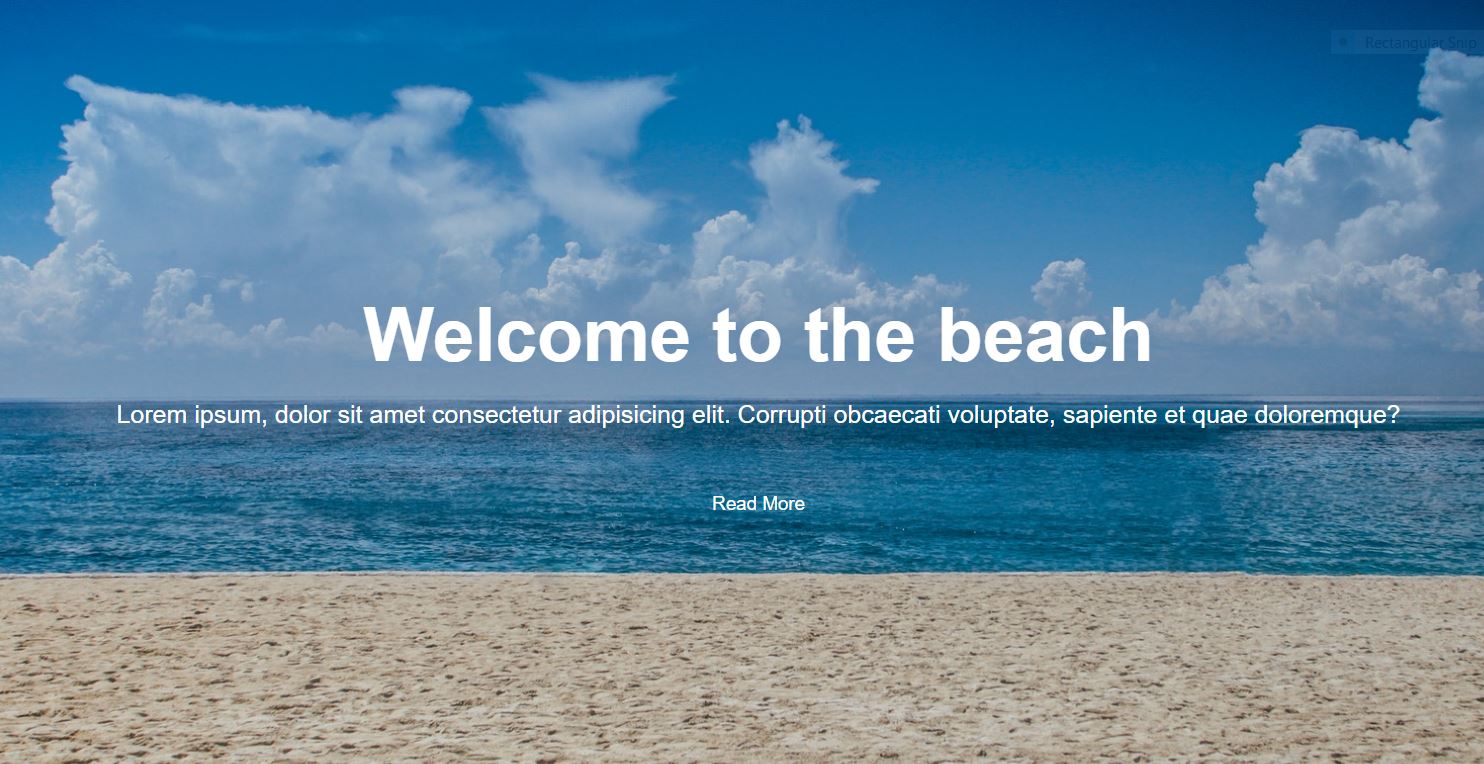 Rectangular Snip
Welcome to the beach
Lorem ipsum, dolor sit amet consectetur adipisicing elit. Corrupti obcaecati voluptate, sapiente et quae doloremque?
Read More